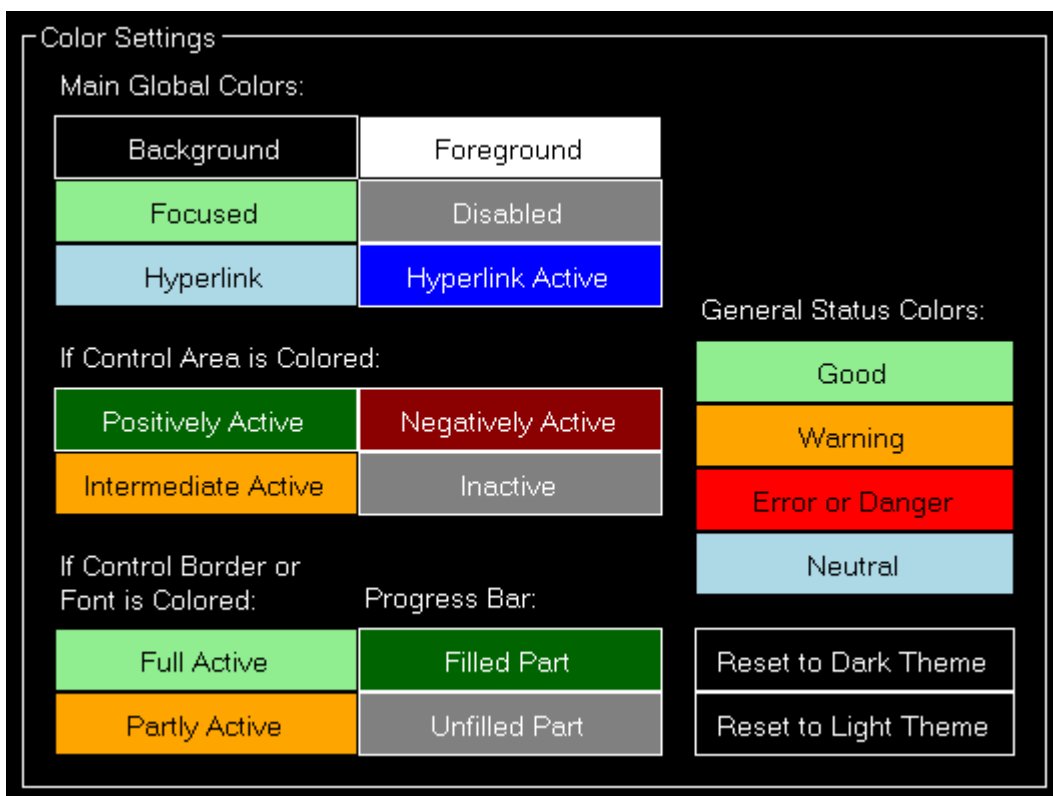 Color Settings
Main Global Colors:
Background
Foreground
Focused
Disabled
Hyperlink
Hyperlink Active
If Control Area is Colored:
Positively Active
Negatively Active
Intermediate Active
Inactive
General Status Colors:
Good
Warning
Error or Danger
Neutral
If Control Border or
Font is Colored:
Full Active
Partly Active
Progress Bar:
Filled Part
Unfilled Part
Reset to Dark Theme
Reset to Light Theme